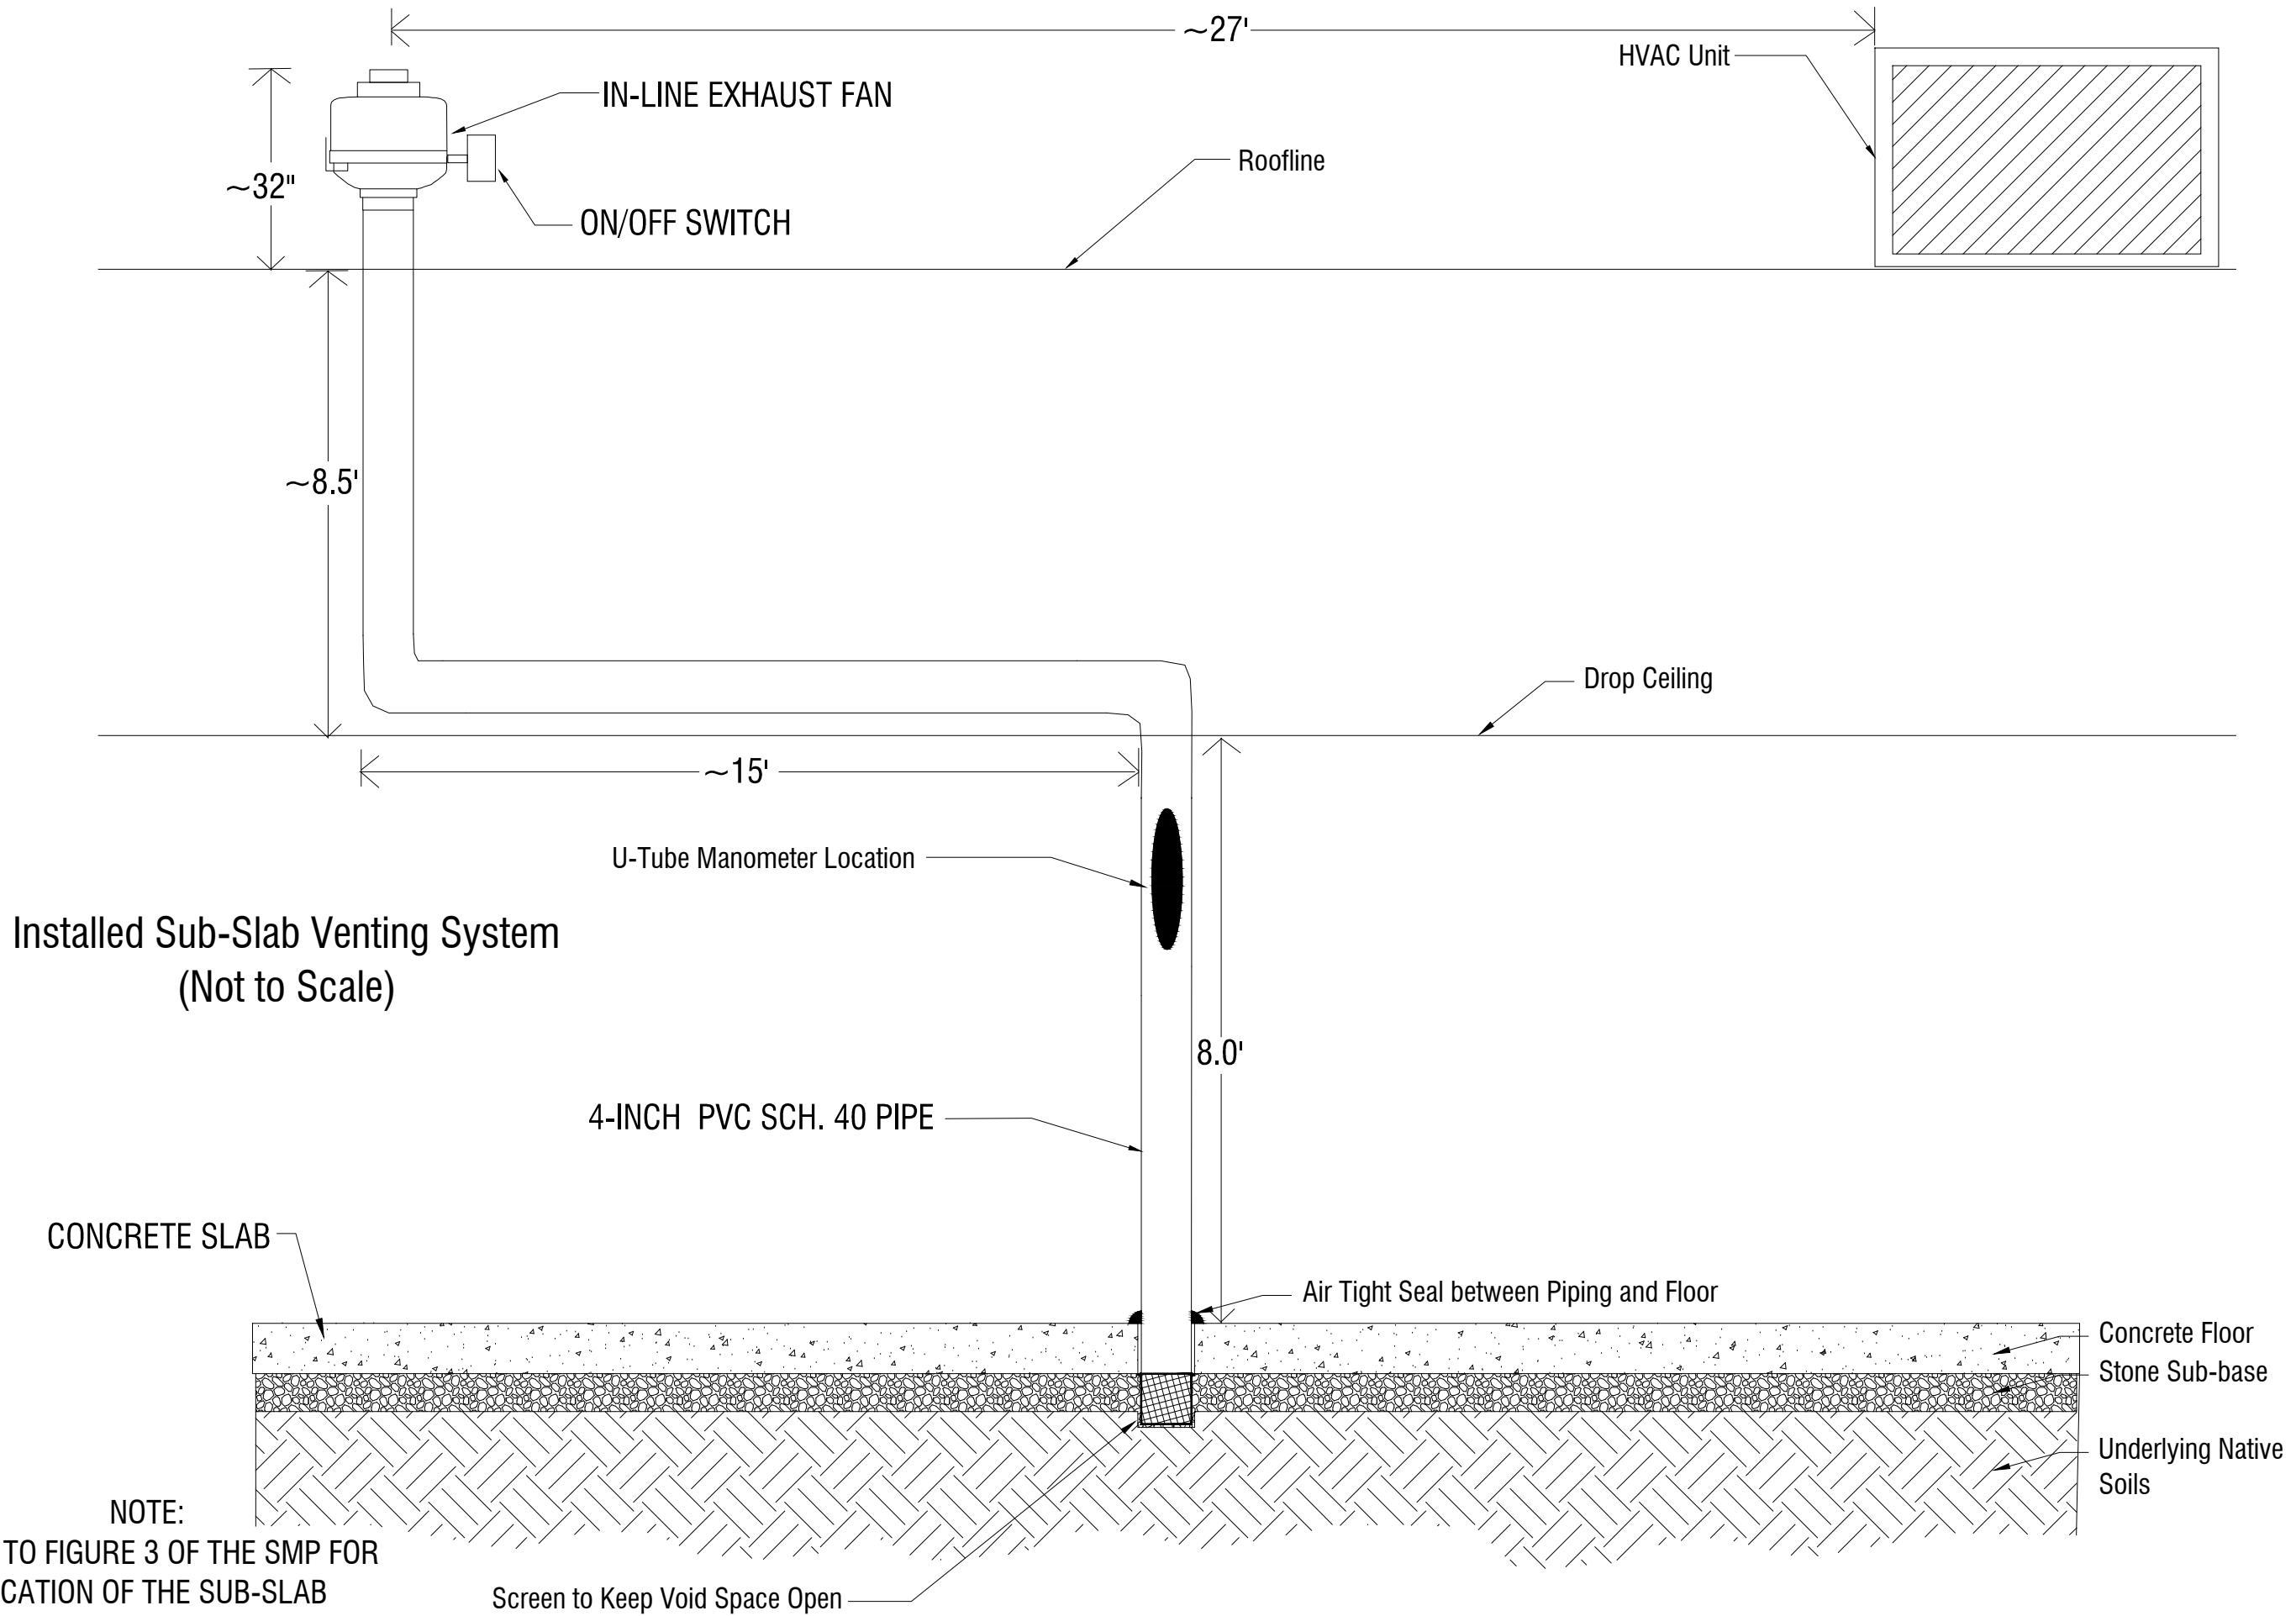 ~27'
HVAC Unit
IN-LINE EXHAUST FAN
Roofline
~32"
ON/OFF SWITCH
~8.5'
Drop Ceiling
~15'
U-Tube Manometer Location
Installed Sub-Slab Venting System
(Not to Scale)
8.0'
4-INCH PVC SCH. 40 PIPE
CONCRETE SLAB
Air Tight Seal between Piping and Floor
Concrete Floor
Stone Sub-base
Underlying Native
Soils
NOTE:
TO FIGURE 3 OF THE SMP FOR
CATION OF THE SUB-SLAB
Screen to Keep Void Space Open